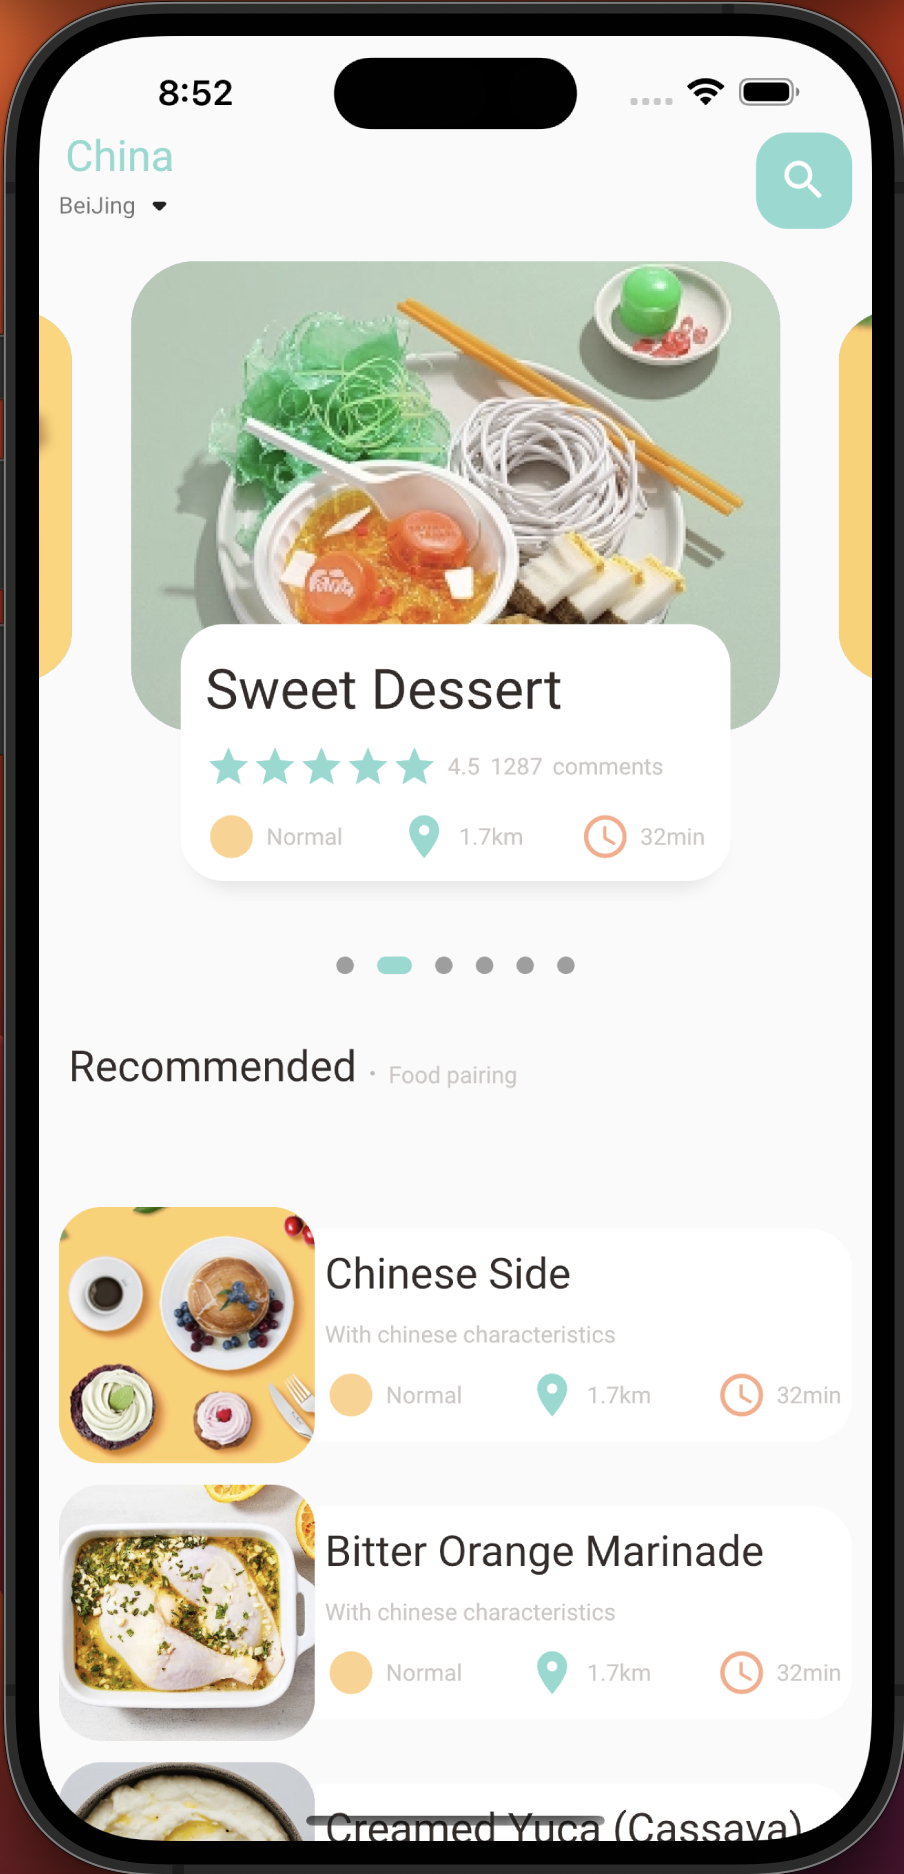 8:52
China
BeiJing
Sweet Dessert
4.5 1287 comments
Normal 1.7km 32min
Recommended • Food pairing
Chinese Side
With chinese characteristics
Normal 1.7km 32min
Bitter Orange Marinade
With chinese characteristics
Normal 1.7km 32min
Creamed Yuca (Cassava)